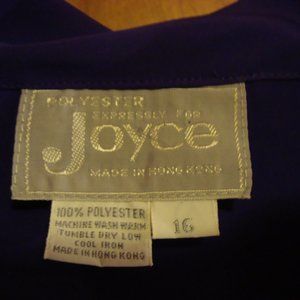 POLYESTER
EXPRESSLY FOR
Joyce
MADE IN HONG KONG
100% POLYESTER
MACHINE WASH WARM
TUMBLE DRY LOW
COOL IRON
MADE IN HONG KONG
16